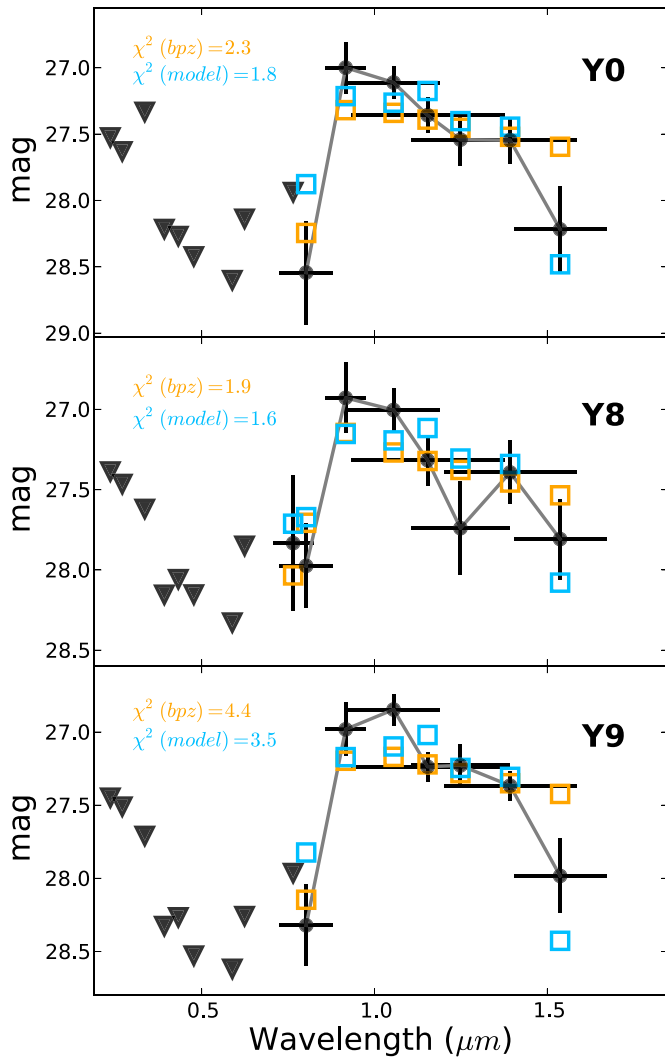 χ² (bpz)=2.3
χ² (model)=1.8
Y0
27.0
27.5
28.0
28.5
29.0
mag
χ² (bpz)=1.9
χ² (model)=1.6
Y8
27.0
27.5
28.0
28.5
mag
χ² (bpz)=4.4
χ² (model)=3.5
Y9
27.0
27.5
28.0
28.5
mag
0.5 1.0 1.5
Wavelength (μm)